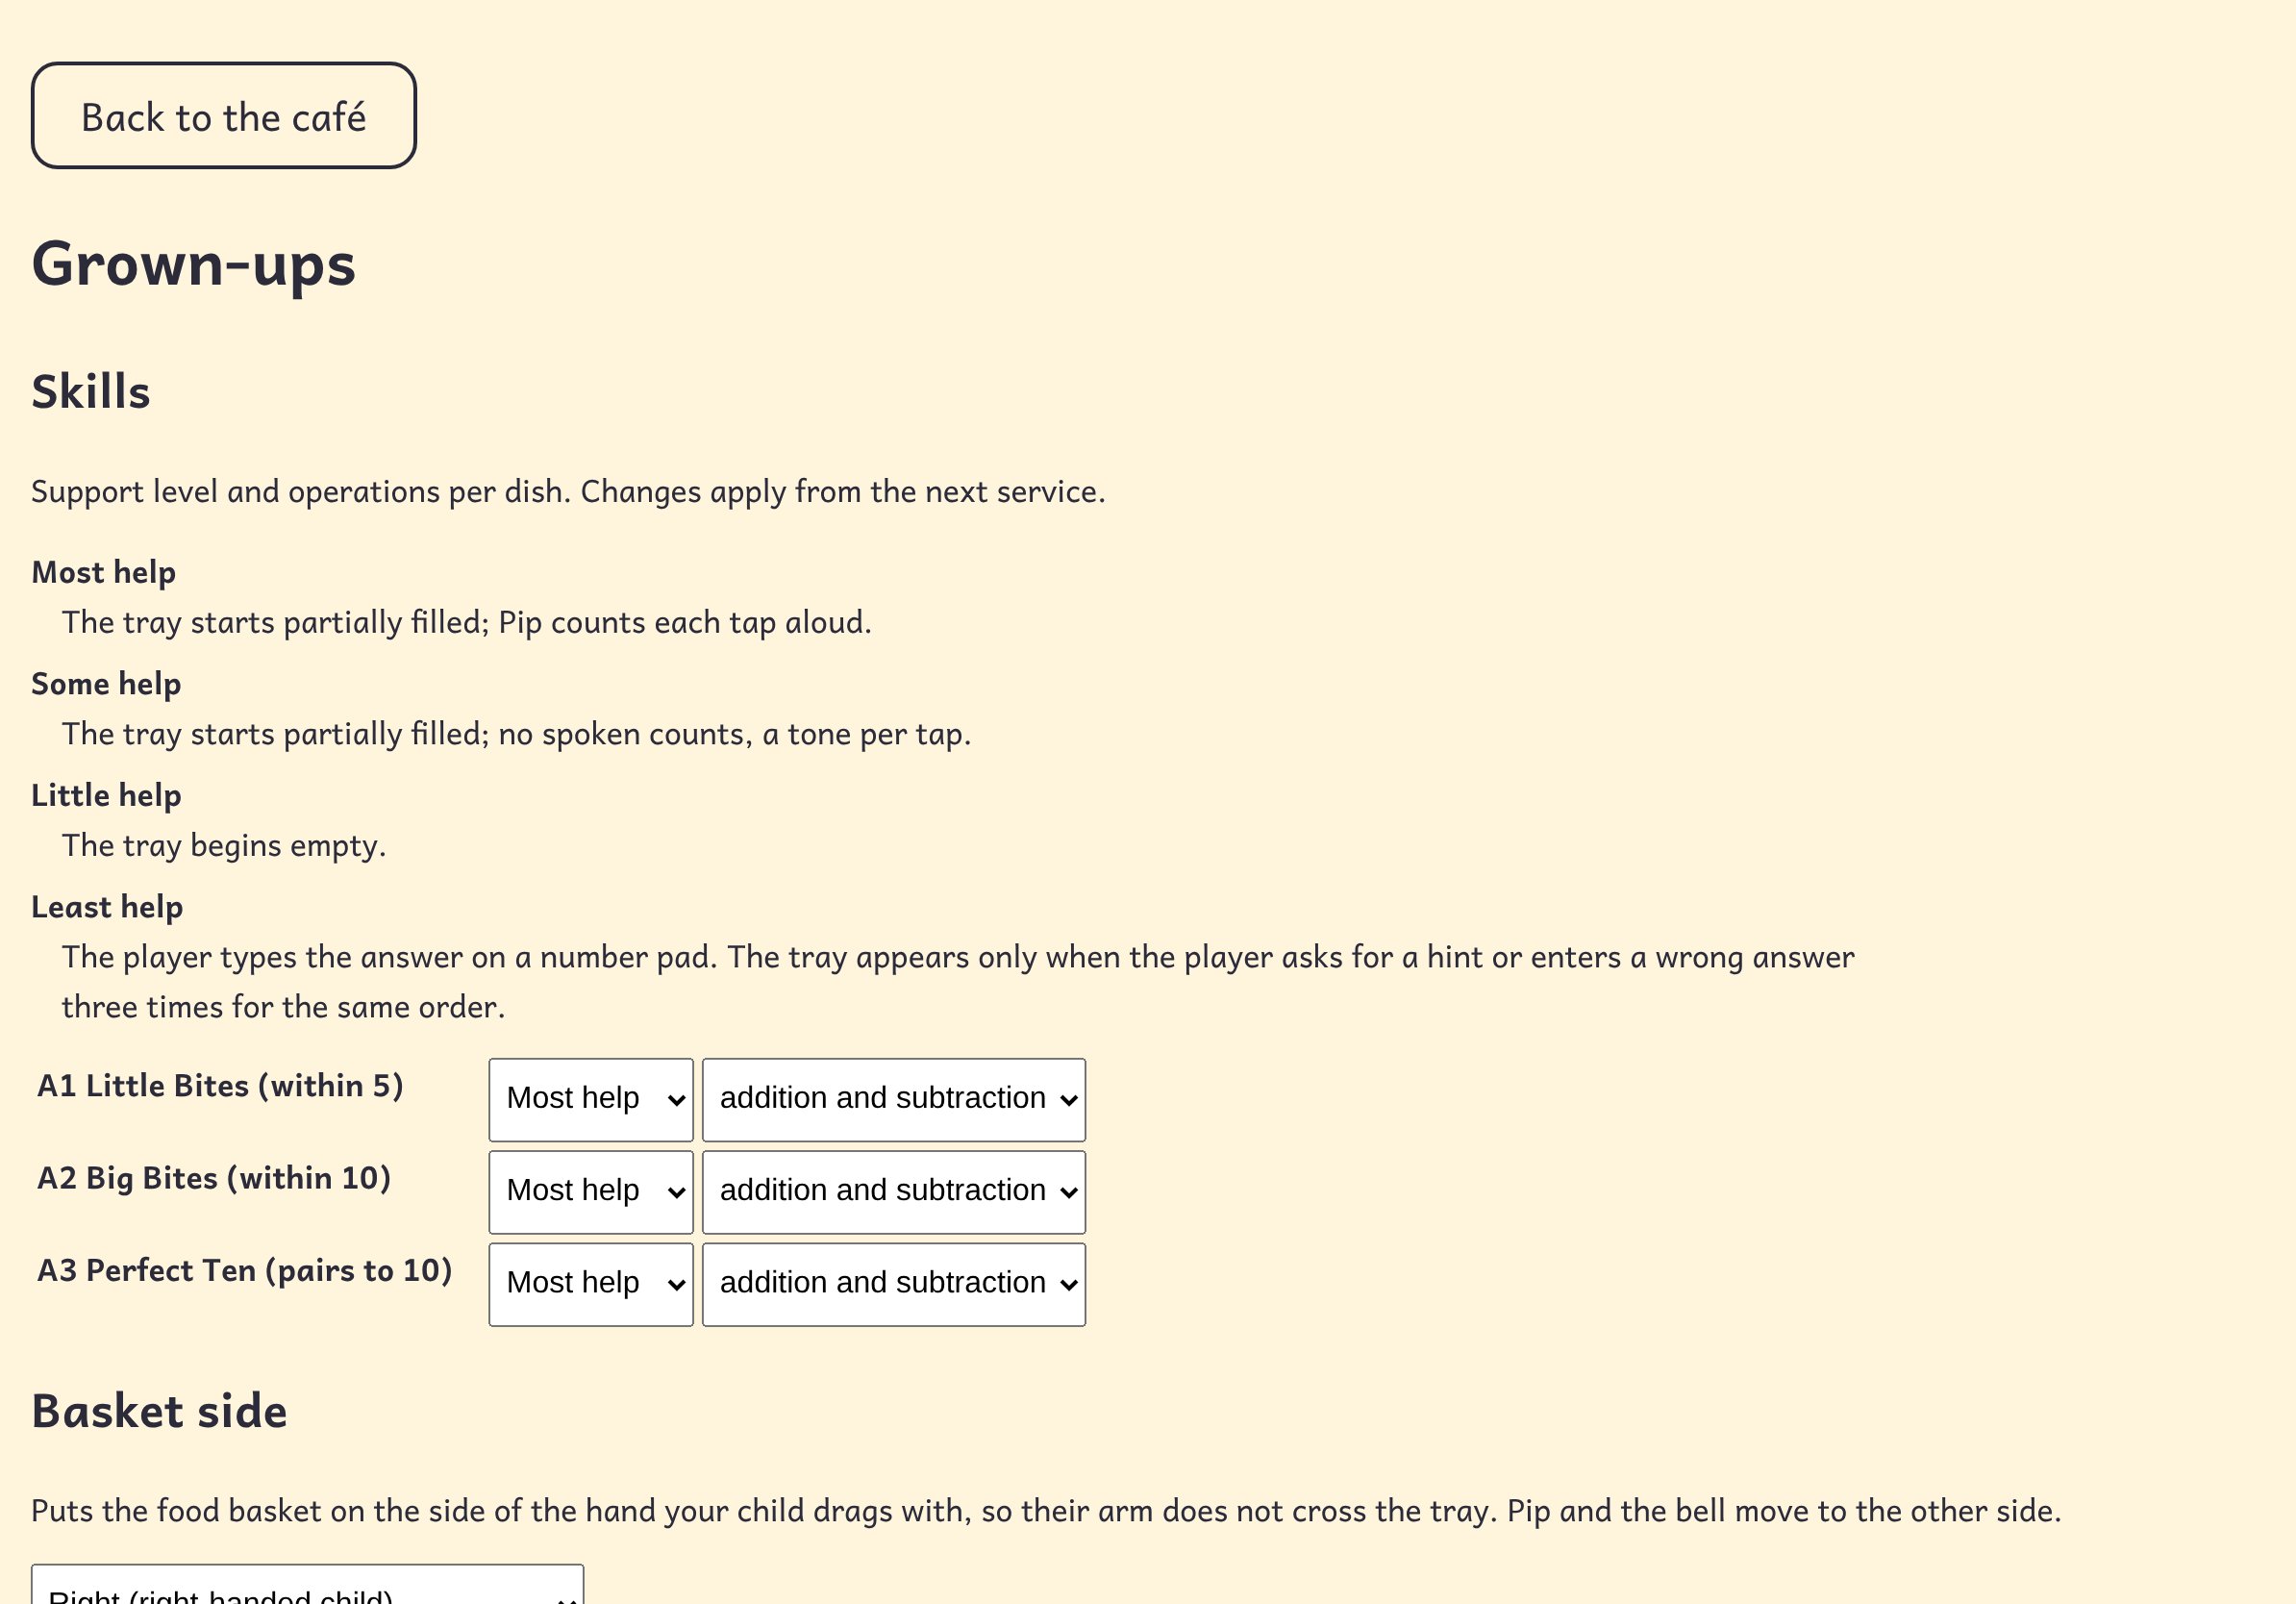 Back to the café
Grown-ups
Skills
Support level and operations per dish. Changes apply from the next service.
Most help
The tray starts partially filled; Pip counts each tap aloud.
Some help
The tray starts partially filled; no spoken counts, a tone per tap.
Little help
The tray begins empty.
Least help
The player types the answer on a number pad. The tray appears only when the player asks for a hint or enters a wrong answer
three times for the same order.
A1 Little Bites (within 5) Most help addition and subtraction
A2 Big Bites (within 10) Most help addition and subtraction
A3 Perfect Ten (pairs to 10) Most help addition and subtraction
Basket side
Puts the food basket on the side of the hand your child drags with, so their arm does not cross the tray. Pip and the bell move to the other side.
Right (right-handed child)